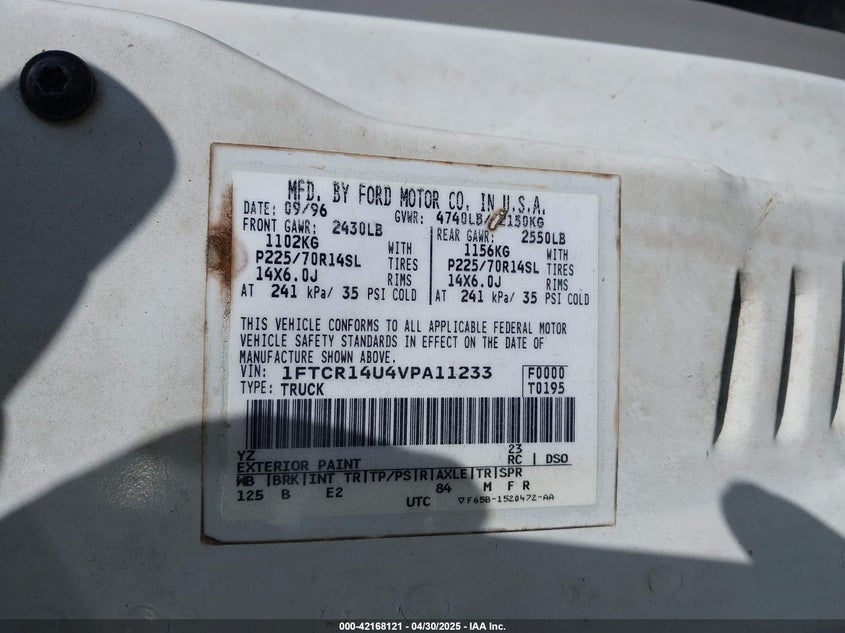 MFD. BY FORD MOTOR CO. IN U.S.A.
DATE: 09/96 GVWR: 4740LB/ 2150KG
FRONT GAWR: 2430LB REAR GAWR: 2550LB
1102KG WITH 1156KG WITH
P225/70R14SL TIRES P225/70R14SL TIRES
14X6.0J RIMS 14X6.0J RIMS
AT 241 kPa/ 35 PSI COLD AT 241 kPa/ 35 PSI COLD
THIS VEHICLE CONFORMS TO ALL APPLICABLE FEDERAL MOTOR
VEHICLE SAFETY STANDARDS IN EFFECT ON THE DATE OF
MANUFACTURE SHOWN ABOVE.
VIN: 1FTCR14U4VPA11233 F0000
TYPE: TRUCK T0195
YZ 23
EXTERIOR PAINT RC DSO
WB |BRK|INT TR|TP/PS|R|AXLE|TR|SPR
125 B E2 84 M F R
UTC ▽F65B-1520472-AA
000-42168121 - 04/30/2025 - IAA Inc.